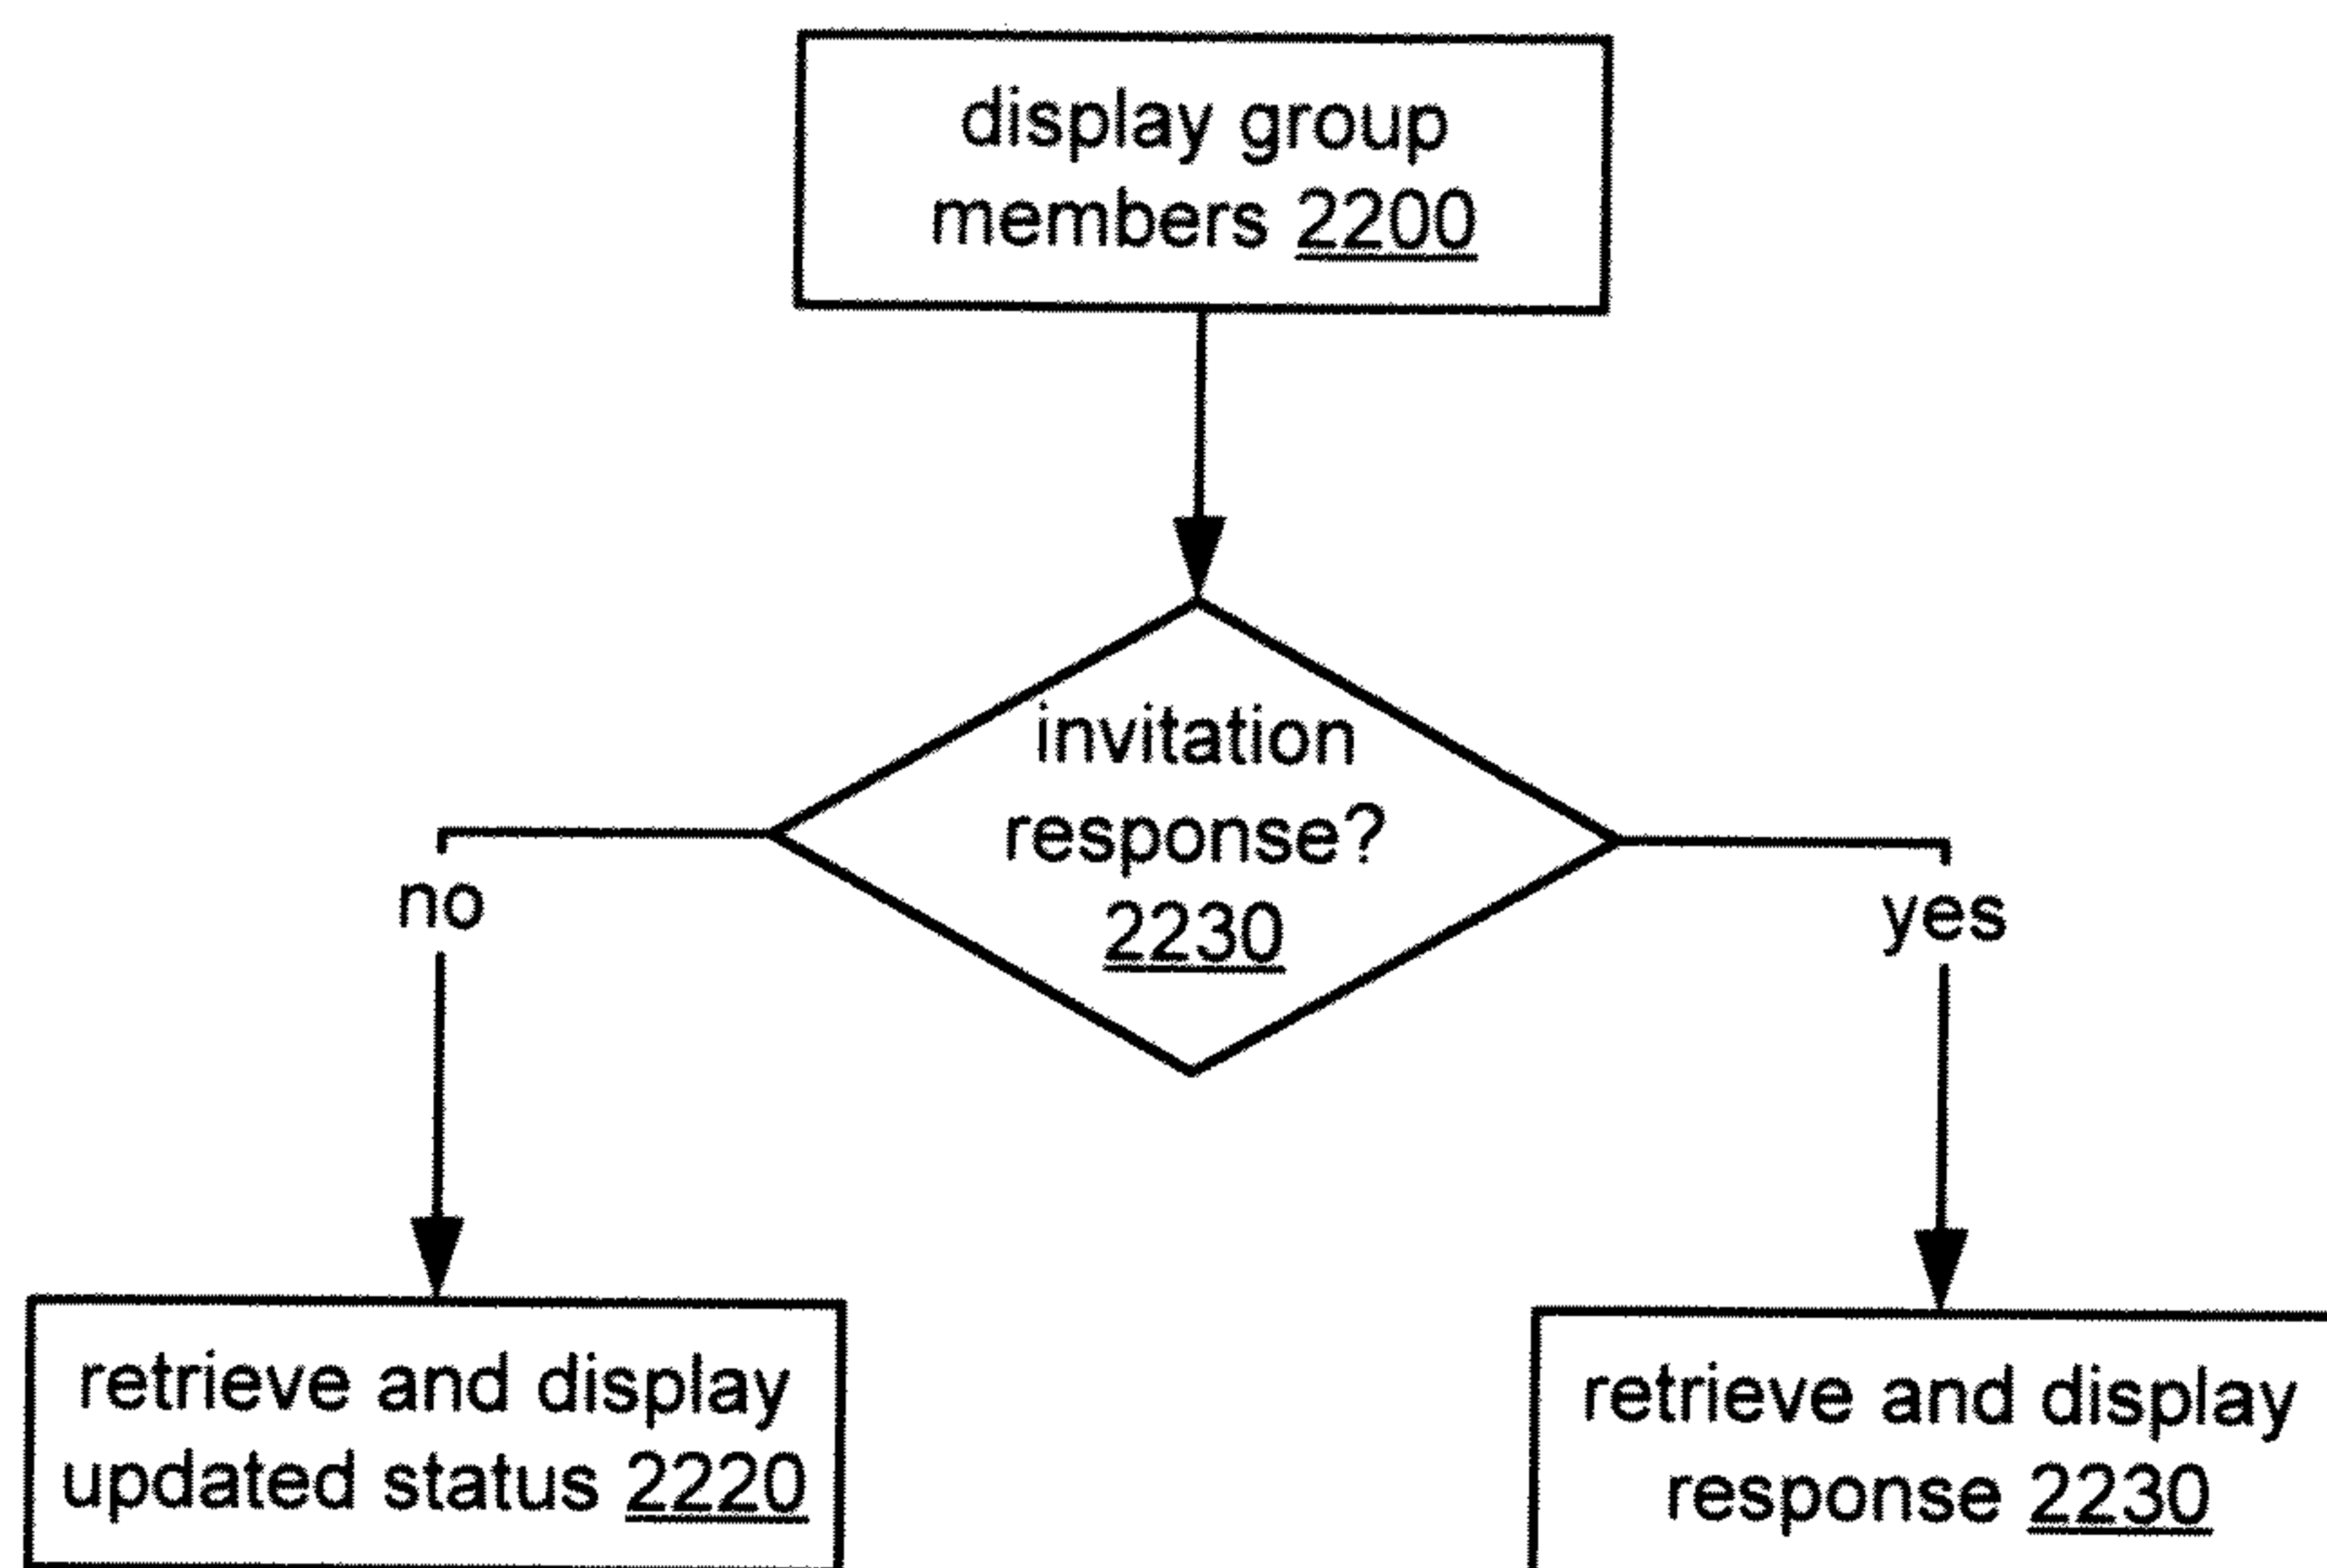 display group
members 2200
invitation
response?
2230
no
yes
retrieve and display
updated status 2220
retrieve and display
response 2230